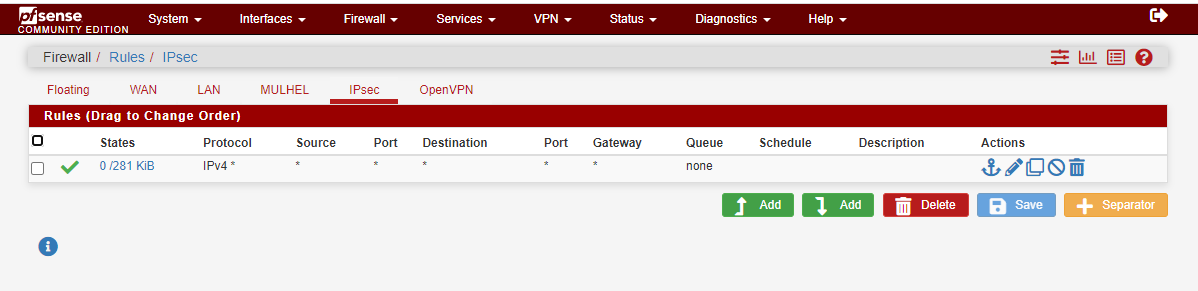 pfsense System Interfaces Firewall Services VPN Status Diagnostics Help
COMMUNITY EDITION
Firewall / Rules / IPsec
Floating WAN LAN MULHEL IPsec OpenVPN
Rules (Drag to Change Order)
States Protocol Source Port Destination Port Gateway Queue Schedule Description Actions
0 /281 KiB IPv4 * * * * * * none
Add Add Delete Save Separator